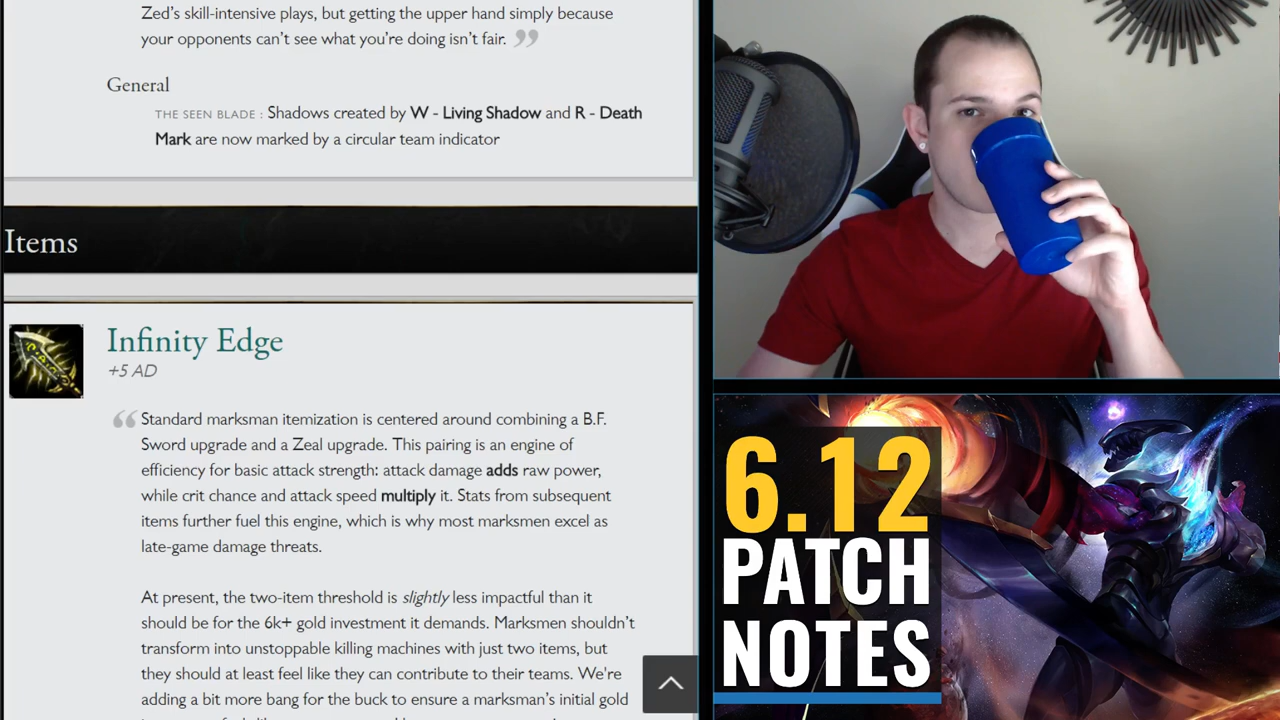 Zed’s skill-intensive plays, but getting the upper hand simply because
your opponents can’t see what you’re doing isn’t fair. ”
General
THE SEEN BLADE : Shadows created by W - Living Shadow and R - Death
Mark are now marked by a circular team indicator
Items
Infinity Edge
+5 AD
“ Standard marksman itemization is centered around combining a B.F.
Sword upgrade and a Zeal upgrade. This pairing is an engine of
efficiency for basic attack strength: attack damage adds raw power,
while crit chance and attack speed multiply it. Stats from subsequent
items further fuel this engine, which is why most marksmen excel as
late-game damage threats.
At present, the two-item threshold is slightly less impactful than it
should be for the 6k+ gold investment it demands. Marksmen shouldn’t
transform into unstoppable killing machines with just two items, but
they should at least feel like they can contribute to their teams. We're
adding a bit more bang for the buck to ensure a marksman’s initial gold
6.12
PATCH
NOTES